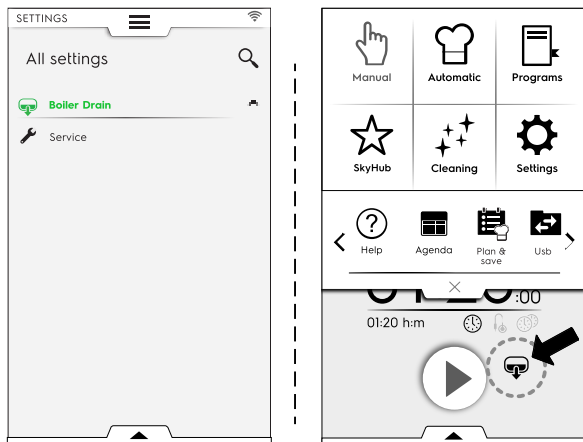 SETTINGS
All settings
Boiler Drain
Service
Manual Automatic Programs
SkyHub Cleaning Settings
?
Help Agenda Plan & save Usb
:00
01:20 h:m